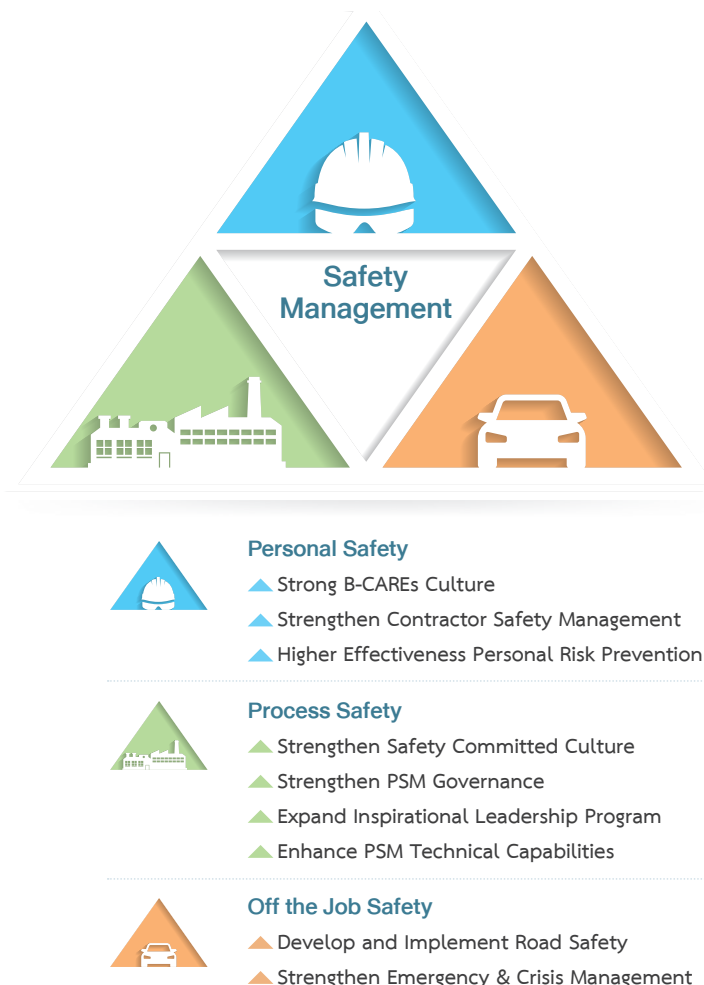 Safety
Management
Personal Safety
Strong B-CAREs Culture
Strengthen Contractor Safety Management
Higher Effectiveness Personal Risk Prevention
Process Safety
Strengthen Safety Committed Culture
Strengthen PSM Governance
Expand Inspirational Leadership Program
Enhance PSM Technical Capabilities
Off the Job Safety
Develop and Implement Road Safety
Strengthen Emergency & Crisis Management